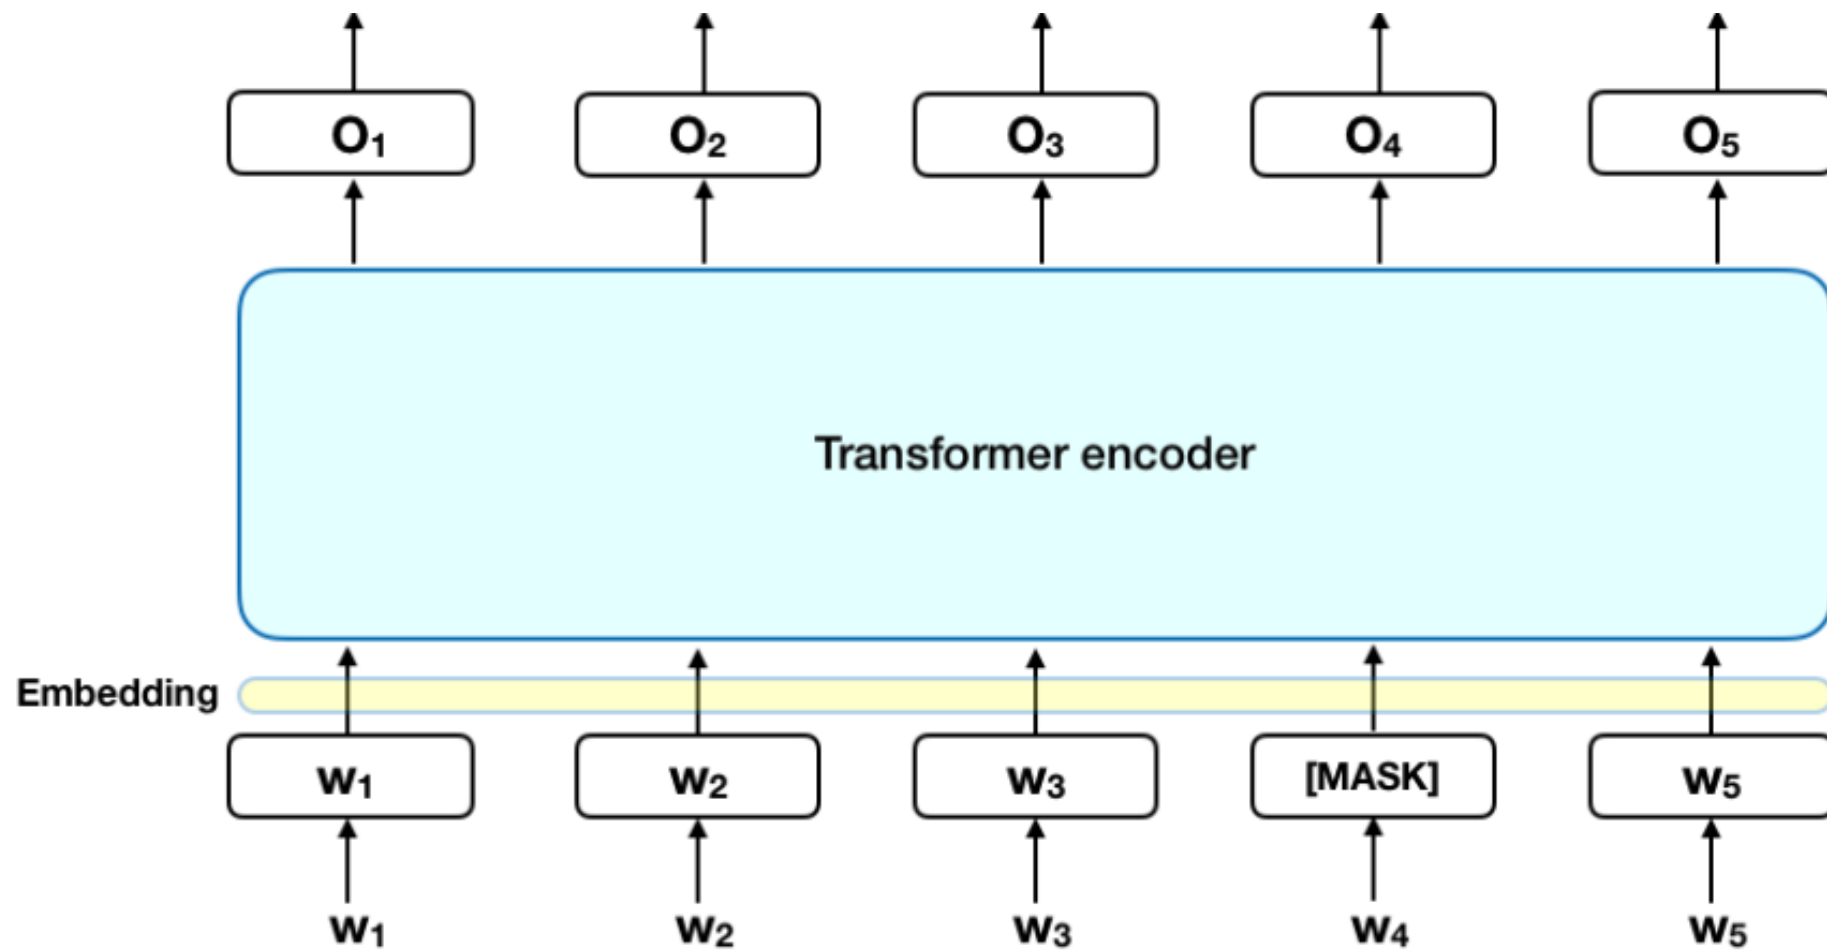 O₁ O₂ O₃ O₄ O₅
Transformer encoder
Embedding
w₁ w₂ w₃ [MASK] w₅
w₁ w₂ w₃ w₄ w₅